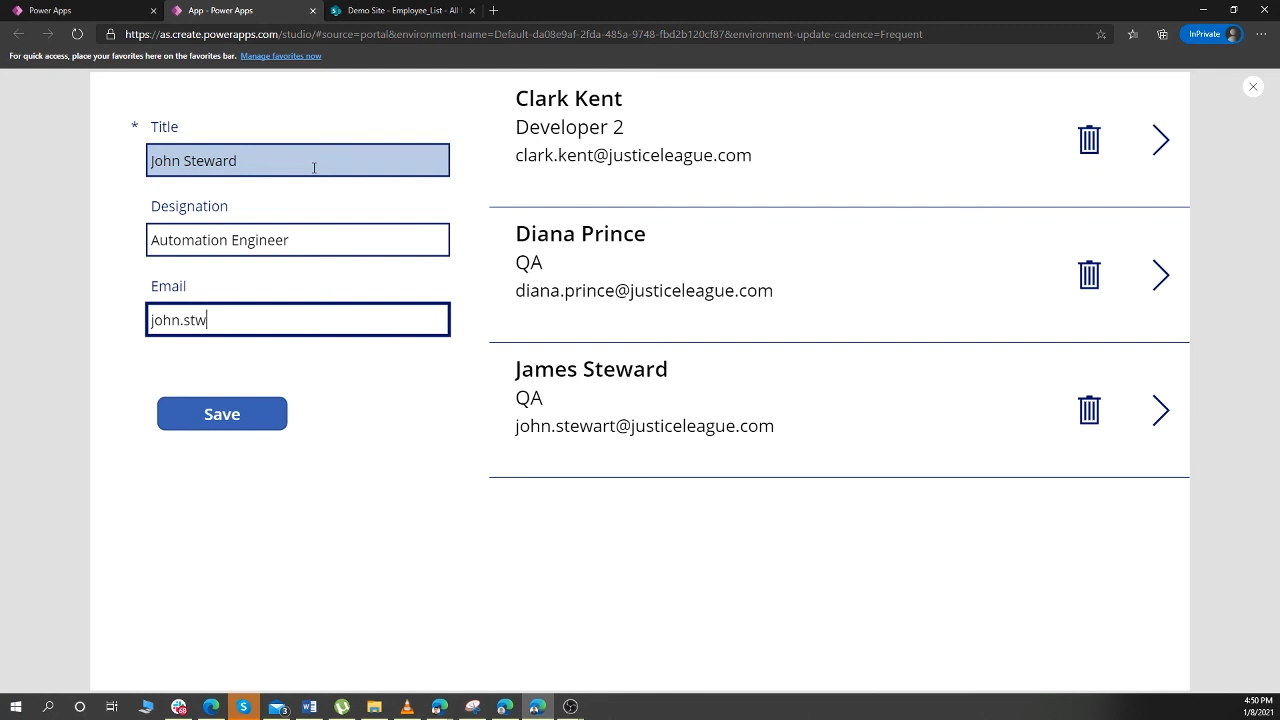 Power Apps
App - Power Apps
Demo Site - Employee_List - All
https://as.create.powerapps.com/studio/#source=portal&environment-name=Default-da08e9af-2fda-485a-9748-fbd2b120cf87&environment-update-cadence=Frequent
InPrivate
For quick access, place your favorites here on the favorites bar. Manage favorites now
* Title
John Steward
Designation
Automation Engineer
Email
john.stw
Save
Clark Kent
Developer 2
clark.kent@justiceleague.com
Diana Prince
QA
diana.prince@justiceleague.com
James Steward
QA
john.stewart@justiceleague.com
4:50 PM
1/8/2021